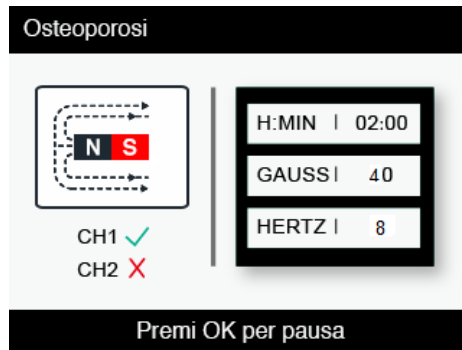 Osteoporosi
N S
CH1 ✓
CH2 X
H:MIN | 02:00
GAUSS | 40
HERTZ | 8
Premi OK per pausa